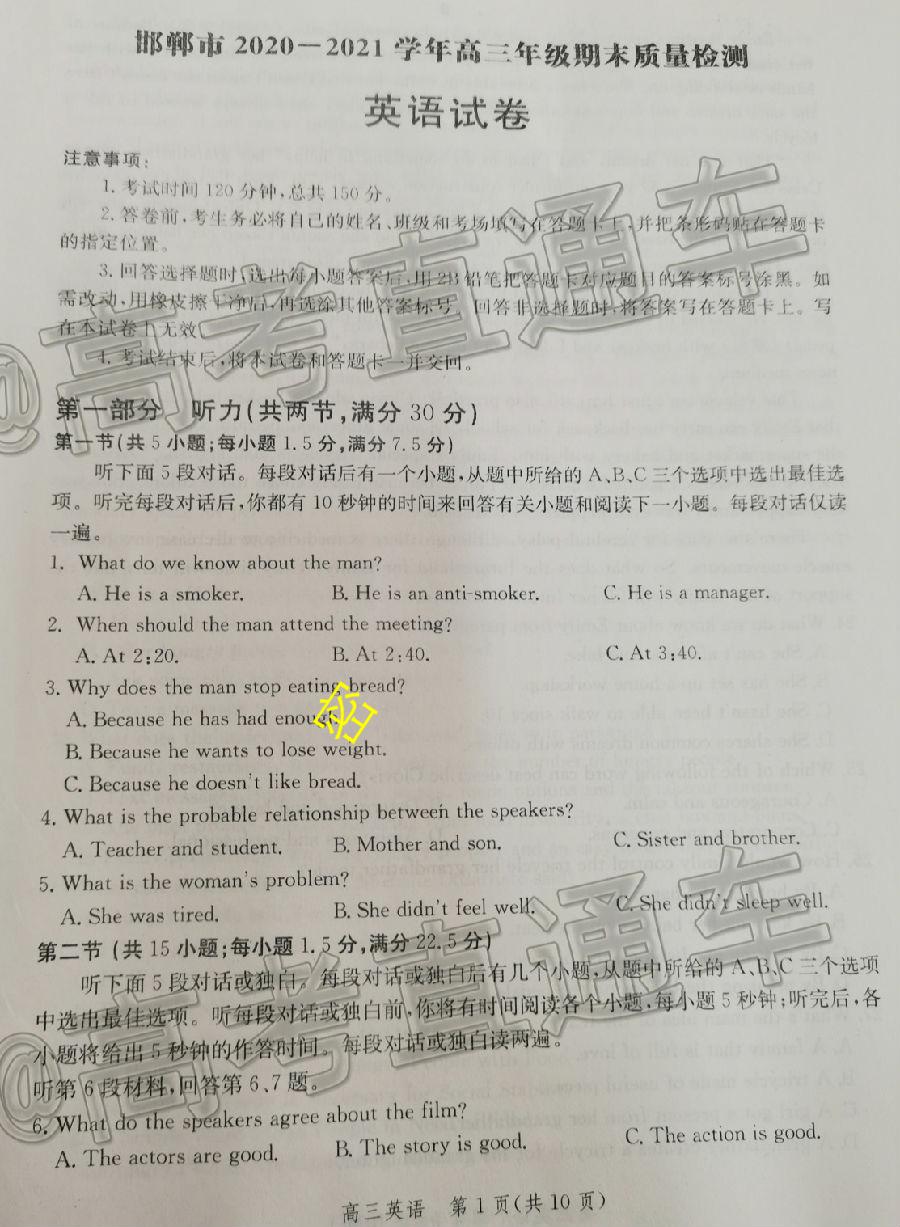 邯郸市 2020－2021 学年高三年级期末质量检测
英语试卷
注意事项：
1. 考试时间 120 分钟，总共 150 分。
2. 答卷前，考生务必将自己的姓名、班级和考场填写在答题卡上，并把条形码贴在答题卡
的指定位置。
3. 回答选择题时，选出每小题答案后，用 2B 铅笔把答题卡对应题目的答案标号涂黑。如
需改动，用橡皮擦干净后，再选涂其他答案标号。回答非选择题时，将答案写在答题卡上。写
在本试卷上无效。
4. 考试结束后，将本试卷和答题卡一并交回。
@高考直通车
第一部分 听力（共两节，满分 30 分）
第一节（共 5 小题；每小题 1.5 分，满分 7.5 分）
听下面 5 段对话。每段对话后有一个小题，从题中所给的 A、B、C 三个选项中选出最佳选
项。听完每段对话后，你都有 10 秒钟的时间来回答有关小题和阅读下一小题。每段对话仅读
一遍。
1. What do we know about the man?
A. He is a smoker. B. He is an anti-smoker. C. He is a manager.
2. When should the man attend the meeting?
A. At 2:20. B. At 2:40. C. At 3:40.
3. Why does the man stop eating bread?
A. Because he has had enough.
B. Because he wants to lose weight.
C. Because he doesn't like bread.
4. What is the probable relationship between the speakers?
A. Teacher and student. B. Mother and son. C. Sister and brother.
5. What is the woman's problem?
A. She was tired. B. She didn't feel well. C. She didn't sleep well.
第二节（共 15 小题；每小题 1.5 分，满分 22.5 分）
听下面 5 段对话或独白。每段对话或独白后有几个小题，从题中所给的 A、B、C 三个选项
中选出最佳选项。听每段对话或独白前，你将有时间阅读各个小题，每小题 5 秒钟；听完后，各
小题将给出 5 秒钟的作答时间。每段对话或独白读两遍。
@高考直通车
听第 6 段材料，回答第 6、7 题。
6. What do the speakers agree about the film?
A. The actors are good. B. The story is good. C. The action is good.
高三英语 第 1 页（共 10 页）